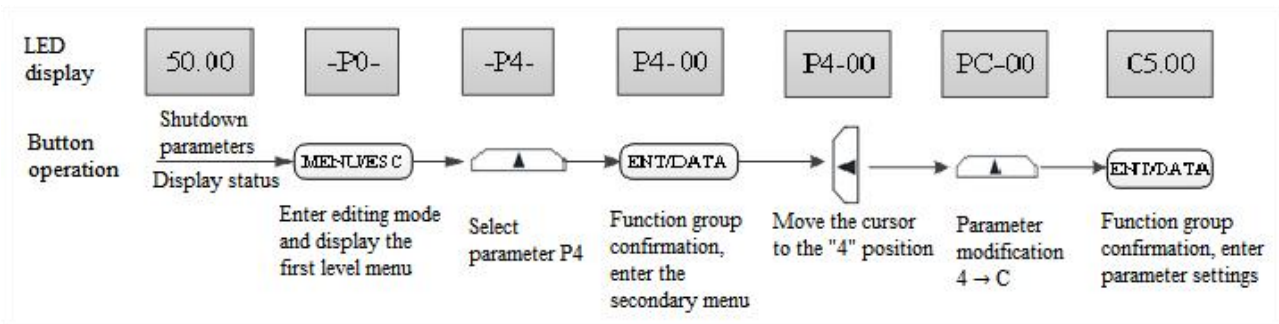 LED
display
50.00
-P0-
-P4-
P4-00
P4-00
PC-00
C5.00
Button
operation
Shutdown
parameters
Display status
MENU/ESC
ENT/DATA
ENT/DATA
Enter editing mode
and display the
first level menu
Select
parameter P4
Function group
confirmation,
enter the
secondary menu
Move the cursor
to the "4" position
Parameter
modification
4 → C
Function group
confirmation, enter
parameter settings